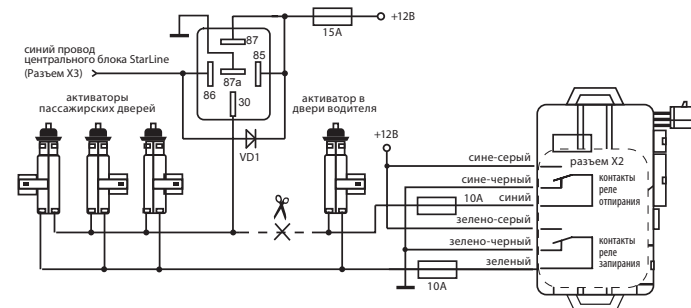 +12В
15А
87
85
87a
86
30
VD1
синий провод
центрального блока StarLine
(Разъем Х3)
активаторы
пассажирских дверей
активатор в
двери водителя
+12В
сине-серый
сине-черный
синий
10А
зелено-серый
зелено-черный
зеленый
10А
разъем Х2
контакты
реле
отпирания
контакты
реле
запирания